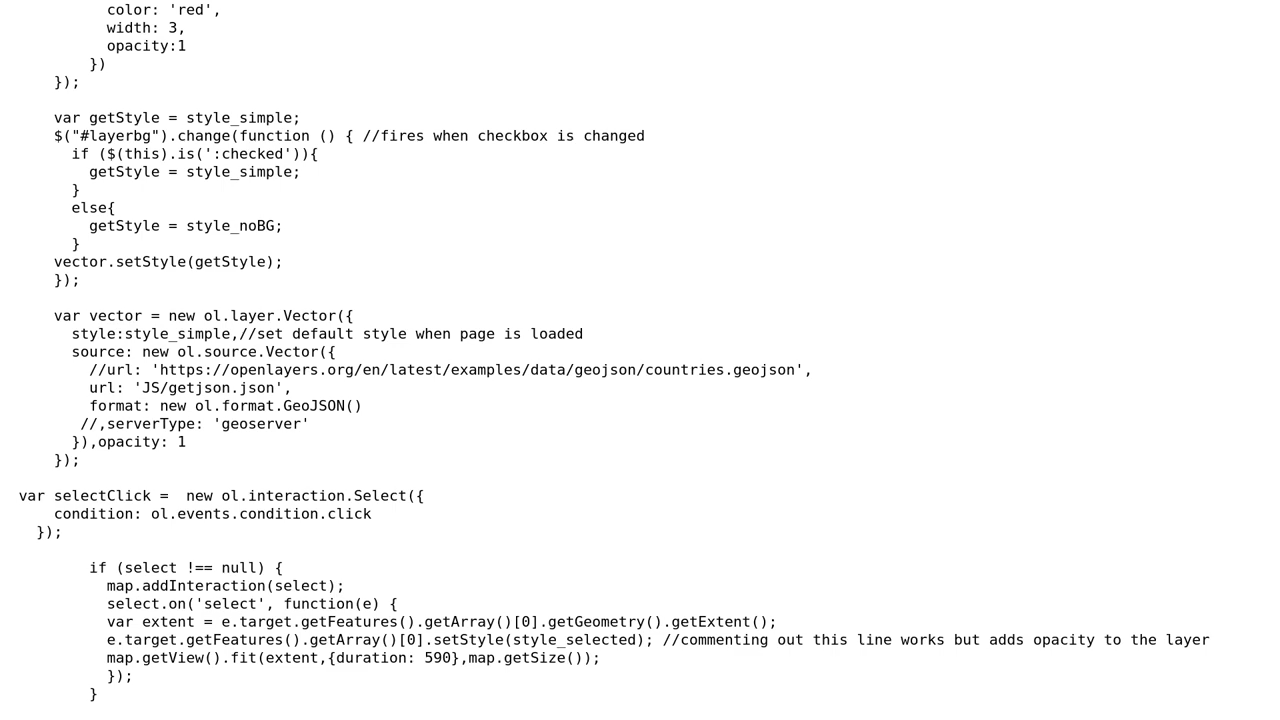 color: 'red',
width: 3,
opacity:1
})
});
var getStyle = style_simple;
$("#layerbg").change(function () { //fires when checkbox is changed
if ($(this).is(':checked')){
getStyle = style_simple;
}
else{
getStyle = style_noBG;
}
vector.setStyle(getStyle);
});
var vector = new ol.layer.Vector({
style:style_simple,//set default style when page is loaded
source: new ol.source.Vector({
//url: 'https://openlayers.org/en/latest/examples/data/geojson/countries.geojson',
url: 'JS/getjson.json',
format: new ol.format.GeoJSON()
//,serverType: 'geoserver'
}),opacity: 1
});
var selectClick =  new ol.interaction.Select({
condition: ol.events.condition.click
});
if (select !== null) {
map.addInteraction(select);
select.on('select', function(e) {
var extent = e.target.getFeatures().getArray()[0].getGeometry().getExtent();
e.target.getFeatures().getArray()[0].setStyle(style_selected); //commenting out this line works but adds opacity to the layer
map.getView().fit(extent,{duration: 590},map.getSize());
});
}